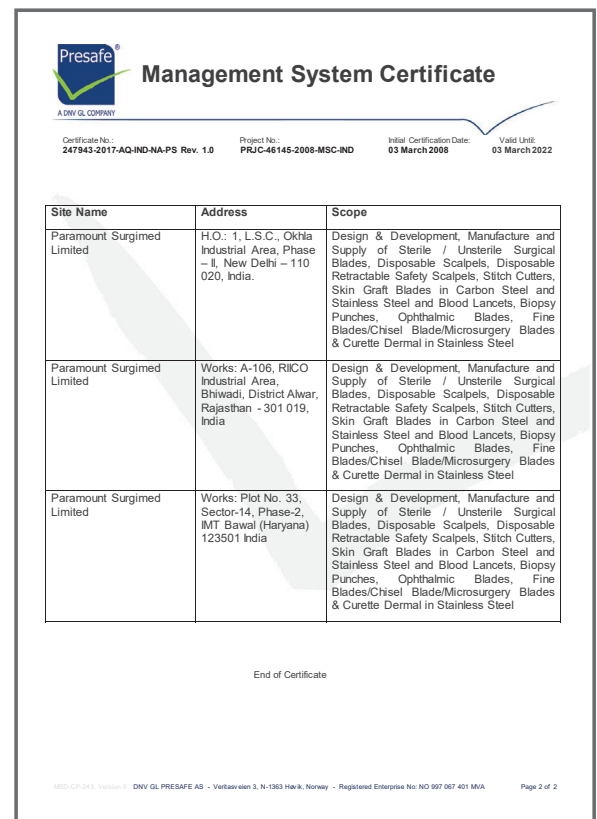 Presafe®
A DNV GL COMPANY
Management System Certificate
Certificate No.:
247943-2017-AQ-IND-NA-PS Rev. 1.0
Project No.:
PRJC-46145-2008-MSC-IND
Initial Certification Date:
03 March 2008
Valid Until:
03 March 2022
Site Name
Address
Scope
Paramount Surgimed
Limited
H.O.: 1, L.S.C., Okhla
Industrial Area, Phase
– II, New Delhi – 110
020, India.
Design & Development, Manufacture and
Supply of Sterile / Unsterile Surgical
Blades, Disposable Scalpels, Disposable
Retractable Safety Scalpels, Stitch Cutters,
Skin Graft Blades in Carbon Steel and
Stainless Steel and Blood Lancets, Biopsy
Punches, Ophthalmic Blades, Fine
Blades/Chisel Blade/Microsurgery Blades
& Curette Dermal in Stainless Steel
Paramount Surgimed
Limited
Works: A-106, RIICO
Industrial Area,
Bhiwadi, District Alwar,
Rajasthan - 301 019,
India
Design & Development, Manufacture and
Supply of Sterile / Unsterile Surgical
Blades, Disposable Scalpels, Disposable
Retractable Safety Scalpels, Stitch Cutters,
Skin Graft Blades in Carbon Steel and
Stainless Steel and Blood Lancets, Biopsy
Punches, Ophthalmic Blades, Fine
Blades/Chisel Blade/Microsurgery Blades
& Curette Dermal in Stainless Steel
Paramount Surgimed
Limited
Works: Plot No. 33,
Sector-14, Phase-2,
IMT Bawal (Haryana)
123501 India
Design & Development, Manufacture and
Supply of Sterile / Unsterile Surgical
Blades, Disposable Scalpels, Disposable
Retractable Safety Scalpels, Stitch Cutters,
Skin Graft Blades in Carbon Steel and
Stainless Steel and Blood Lancets, Biopsy
Punches, Ophthalmic Blades, Fine
Blades/Chisel Blade/Microsurgery Blades
& Curette Dermal in Stainless Steel
End of Certificate
DNV GL PRESAFE AS - Veritasveien 3, N-1363 Høvik, Norway - Registered Enterprise No: NO 997 067 401 MVA
Page 2 of 2